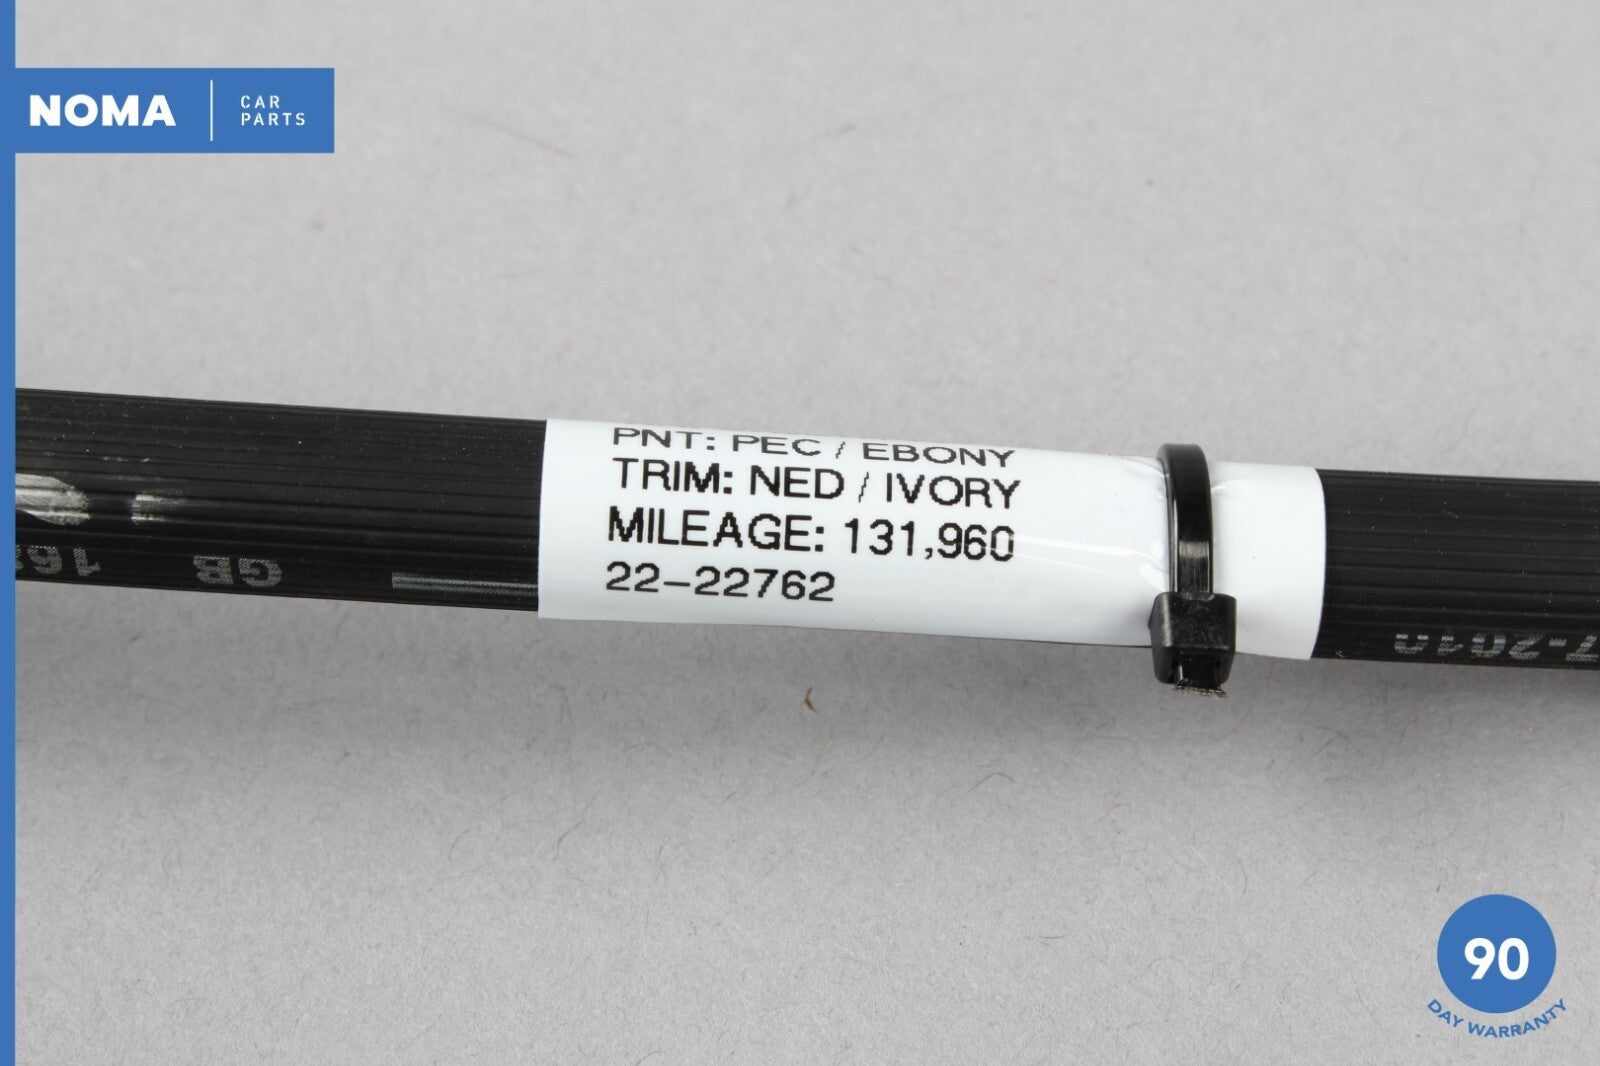 NOMA
CAR
PARTS
PNT: PEC / EBONY
TRIM: NED / IVORY
MILEAGE: 131,960
22-22762
GB
90
DAY WARRANTY